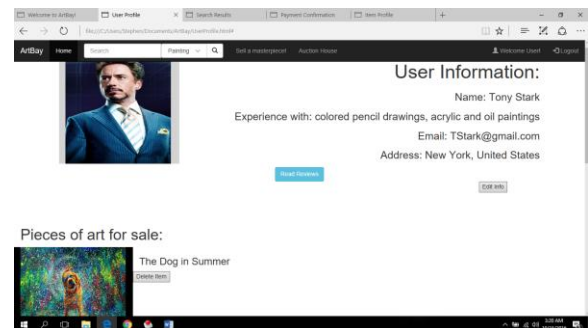 Welcome to Artbay!
User Profile
Search Results
Payment Confirmation
Item Profile
ArtBay
Home
Search
Painting
Sell a masterpiece!
Auction House
Welcome User!
Logout
User Information:
Name: Tony Stark
Experience with: colored pencil drawings, acrylic and oil paintings
Email: TStark@gmail.com
Address: New York, United States
Read Reviews
Edit Info
Pieces of art for sale:
The Dog in Summer
Delete Item